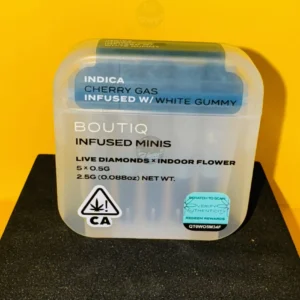 INDICA
CHERRY GAS
INFUSED W/WHITE GUMMY
BOUTIQ
INFUSED MINIS
LIVE DIAMONDS × INDOOR FLOWER
5 × 0.5G
2.5G (0.088oz) NET WT.
CA